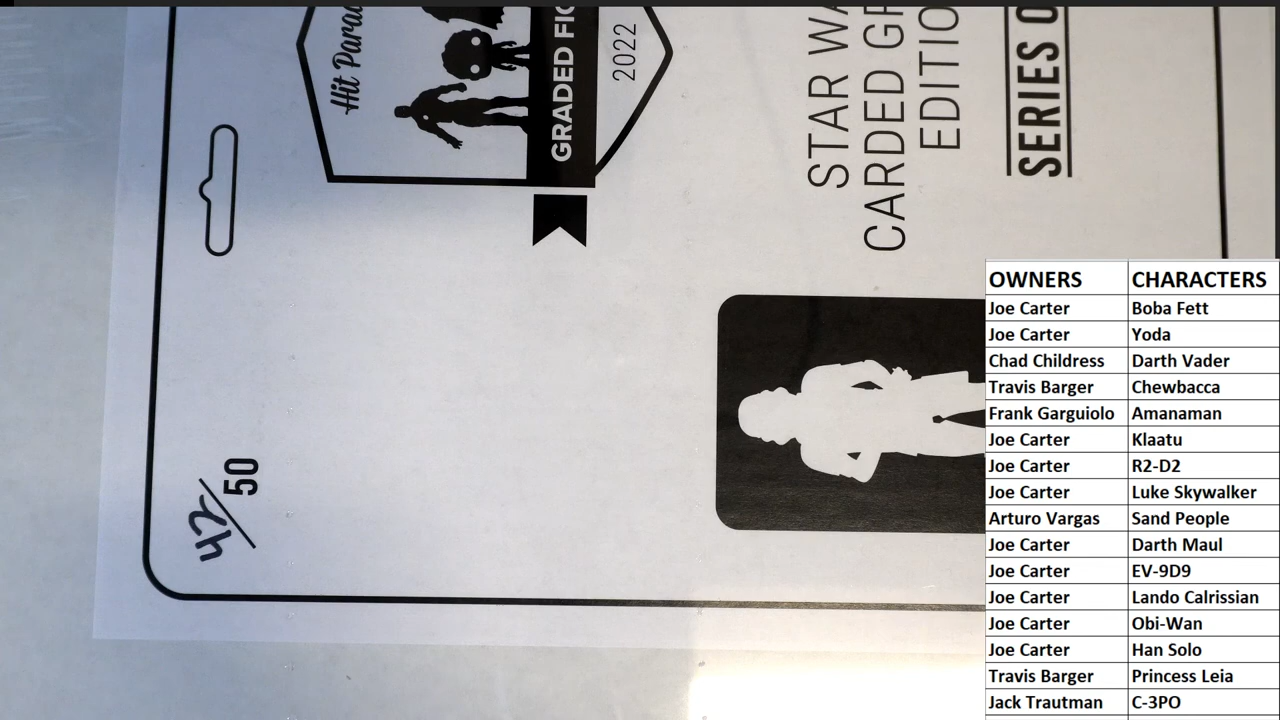 Hit Parad
GRADED FIG
2022
STAR WA
CARDED GR
EDITIO
SERIES O
42/50
OWNERS CHARACTERS
Joe Carter Boba Fett
Joe Carter Yoda
Chad Childress Darth Vader
Travis Barger Chewbacca
Frank Garguiolo Amanaman
Joe Carter Klaatu
Joe Carter R2-D2
Joe Carter Luke Skywalker
Arturo Vargas Sand People
Joe Carter Darth Maul
Joe Carter EV-9D9
Joe Carter Lando Calrissian
Joe Carter Obi-Wan
Joe Carter Han Solo
Travis Barger Princess Leia
Jack Trautman C-3PO